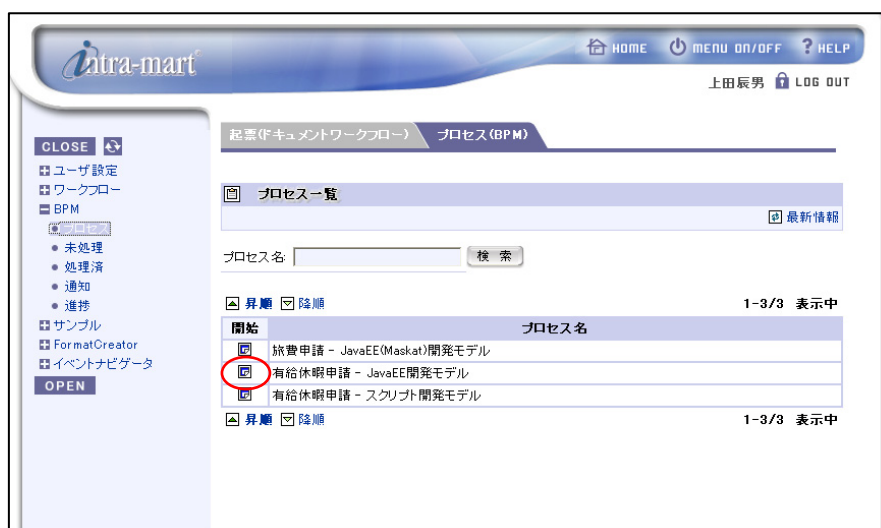 intra-mart
HOME MENU ON/OFF ? HELP
上田辰男 LOG OUT
起票(ドキュメントワークフロー) プロセス(BPM)
CLOSE
ユーザ設定
ワークフロー
BPM
プロセス
未処理
処理済
通知
進捗
サンプル
FormatCreator
イベントナビゲータ
OPEN
プロセス一覧
最新情報
プロセス名: 検 索
昇順 降順 1-3/3 表示中
開始 プロセス名
旅費申請 - JavaEE(Maskat)開発モデル
有給休暇申請 - JavaEE開発モデル
有給休暇申請 - スクリプト開発モデル
昇順 降順 1-3/3 表示中